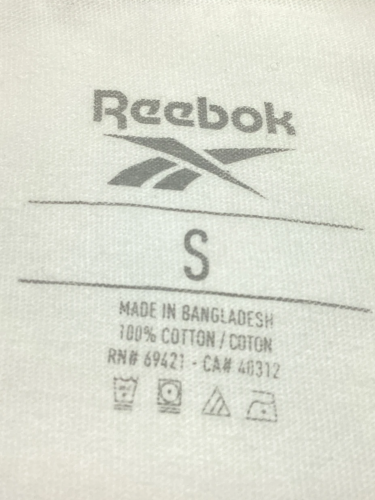 Reebok
S
MADE IN BANGLADESH
100% COTTON / COTON
RN# 69421 - CA# 40312